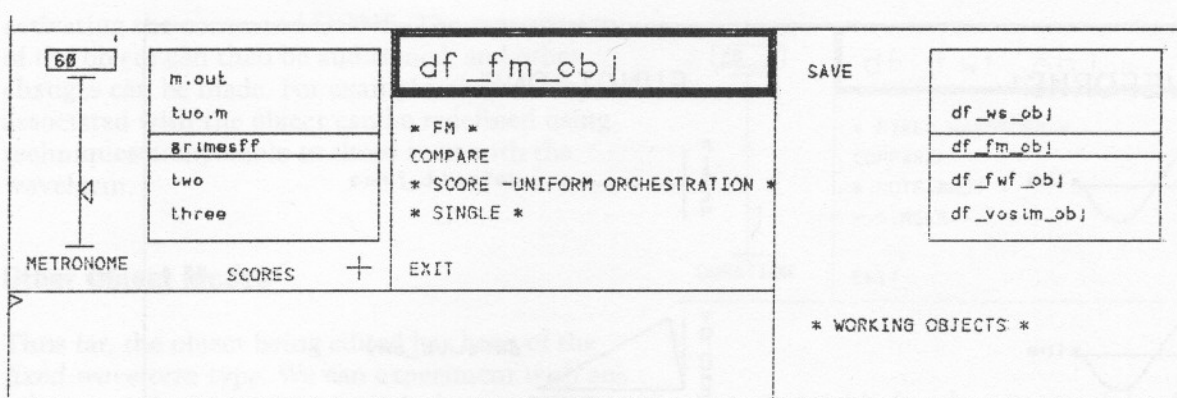 60
METRONOME
m.out
two.m
grimesff
two
three
SCORES
df_fm_obj
* FM *
COMPARE
* SCORE -UNIFORM ORCHESTRATION *
* SINGLE *
EXIT
SAVE
df_ws_obj
df_fm_obj
df_fwf_obj
df_vosim_obj
* WORKING OBJECTS *